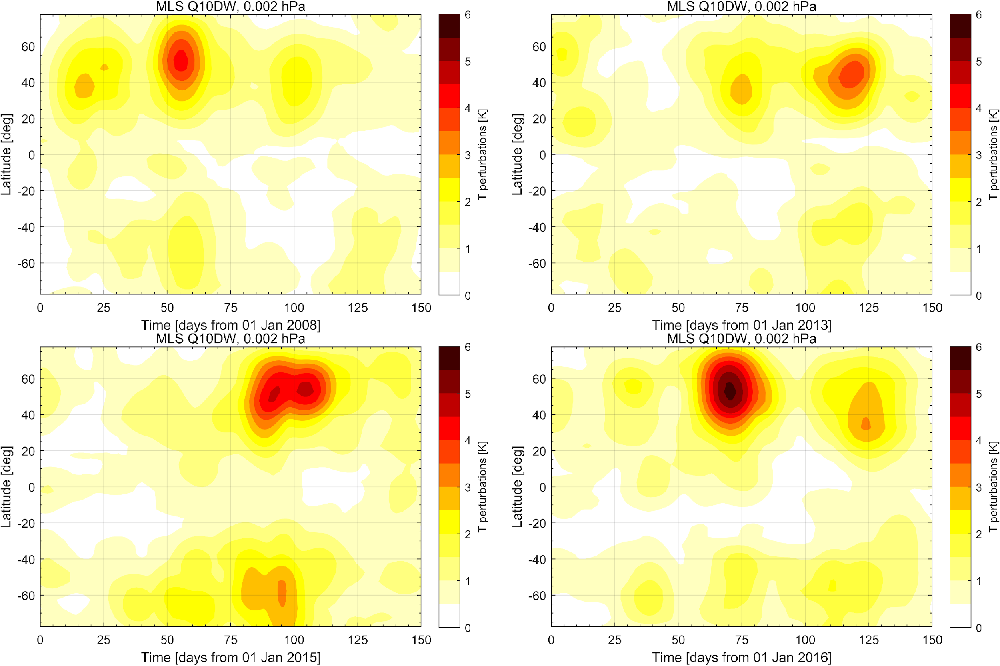 MLS Q10DW, 0.002 hPa
Latitude [deg]
60
40
20
0
-20
-40
-60
0 25 50 75 100 125 150
Time [days from 01 Jan 2008]
6
5
4
3
2
1
0
T perturbations [K]
MLS Q10DW, 0.002 hPa
Latitude [deg]
60
40
20
0
-20
-40
-60
0 25 50 75 100 125 150
Time [days from 01 Jan 2013]
6
5
4
3
2
1
0
T perturbations [K]
MLS Q10DW, 0.002 hPa
Latitude [deg]
60
40
20
0
-20
-40
-60
0 25 50 75 100 125 150
Time [days from 01 Jan 2015]
6
5
4
3
2
1
0
T perturbations [K]
MLS Q10DW, 0.002 hPa
Latitude [deg]
60
40
20
0
-20
-40
-60
0 25 50 75 100 125 150
Time [days from 01 Jan 2016]
6
5
4
3
2
1
0
T perturbations [K]